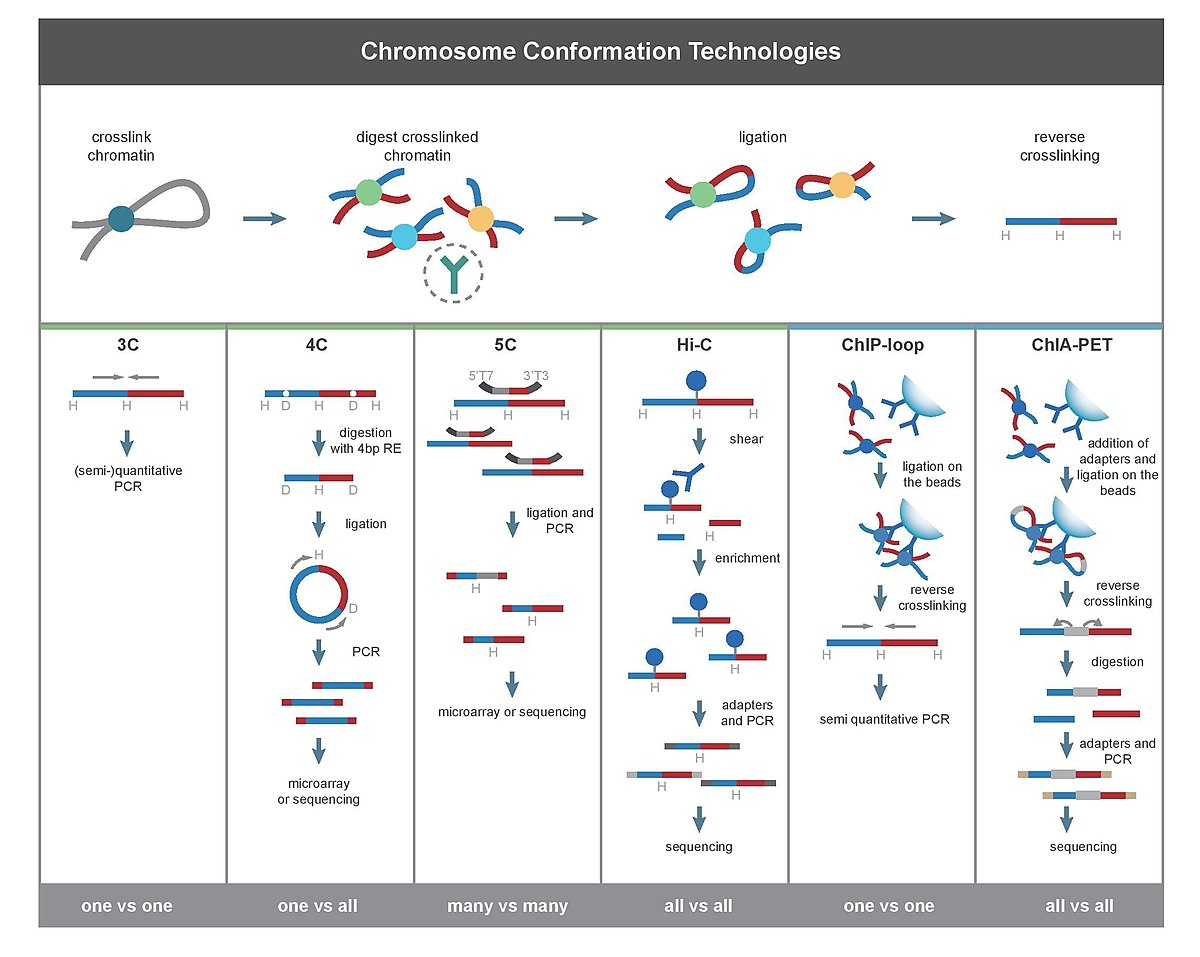 Chromosome Conformation Technologies
crosslink
chromatin
digest crosslinked
chromatin
ligation
reverse
crosslinking
H H H
3C
H H H
(semi-)quantitative
PCR
one vs one
4C
H D H D H
digestion
with 4bp RE
D H D
ligation
H
D
PCR
microarray
or sequencing
one vs all
5C
5'T7 3'T3
H H H
ligation and
PCR
H
H
H
microarray or sequencing
many vs many
Hi-C
H H H
shear
H
H
enrichment
H
H
H
adapters
and PCR
H
H
H
sequencing
all vs all
ChIP-loop
ligation on
the beads
reverse
crosslinking
H H H
semi quantitative PCR
one vs one
ChIA-PET
addition of
adapters and
ligation on the
beads
reverse
crosslinking
digestion
adapters and
PCR
sequencing
all vs all